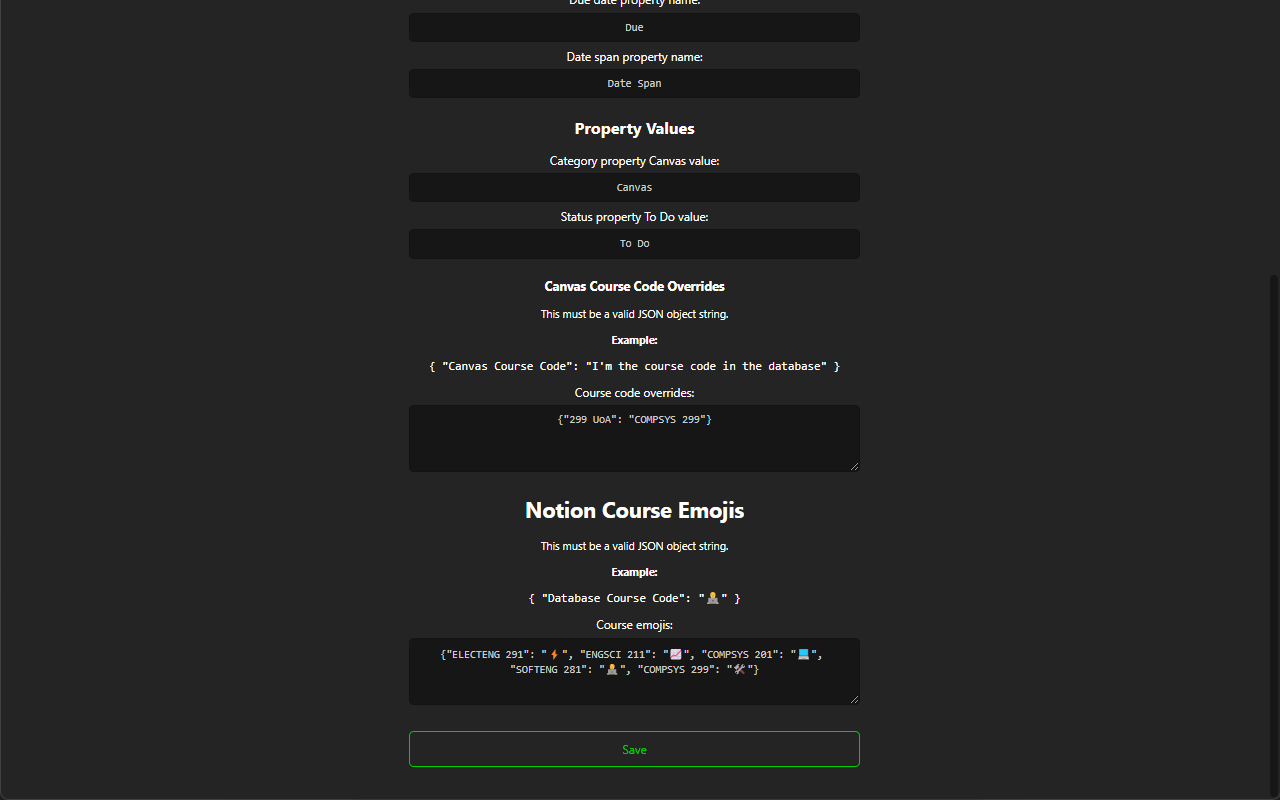 Due date property name:
Due
Date span property name:
Date Span
Property Values
Category property Canvas value:
Canvas
Status property To Do value:
To Do
Canvas Course Code Overrides
This must be a valid JSON object string.
Example:
{ "Canvas Course Code": "I'm the course code in the database" }
Course code overrides:
{"299 UoA": "COMPSYS 299"}
Notion Course Emojis
This must be a valid JSON object string.
Example:
{ "Database Course Code": "👨‍💻" }
Course emojis:
{"ELECTENG 291": "⚡", "ENGSCI 211": "📈", "COMPSYS 201": "💻",
"SOFTENG 281": "👨‍💻", "COMPSYS 299": "🛠️"}
Save